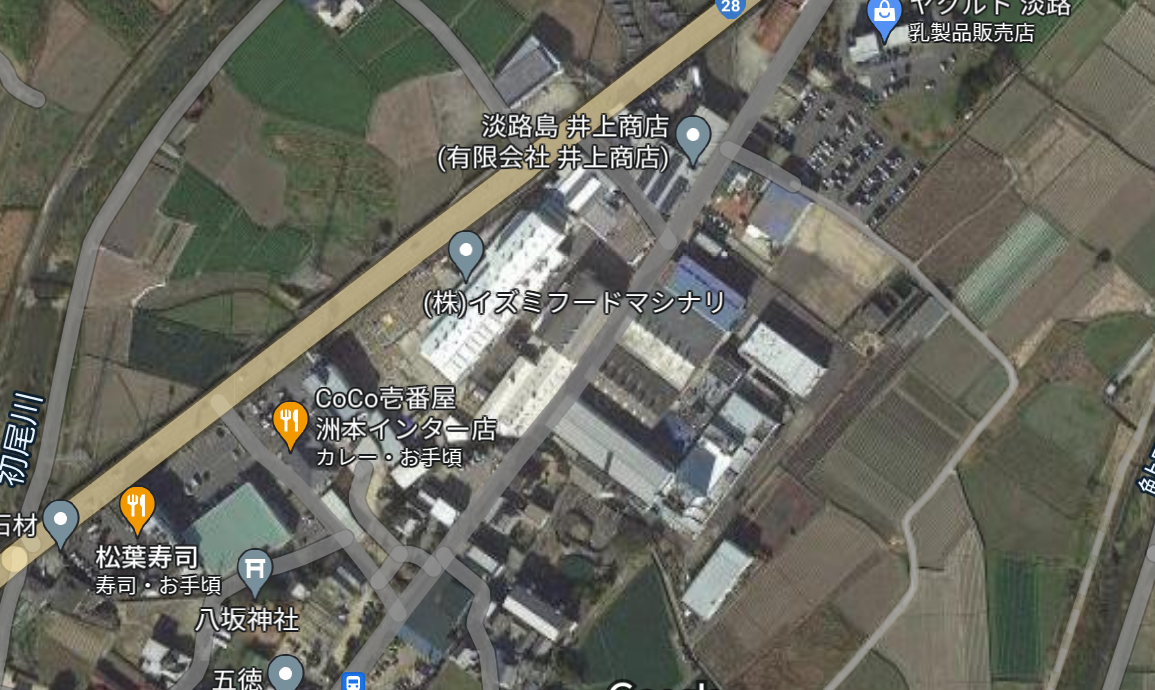 28
ヤクルト 淡路
乳製品販売店
淡路島 井上商店
(有限会社 井上商店)
(株)イズミフードマシナリ
CoCo壱番屋
洲本インター店
カレー・お手頃
初尾川
石材
松葉寿司
寿司・お手頃
八坂神社
五徳
Google